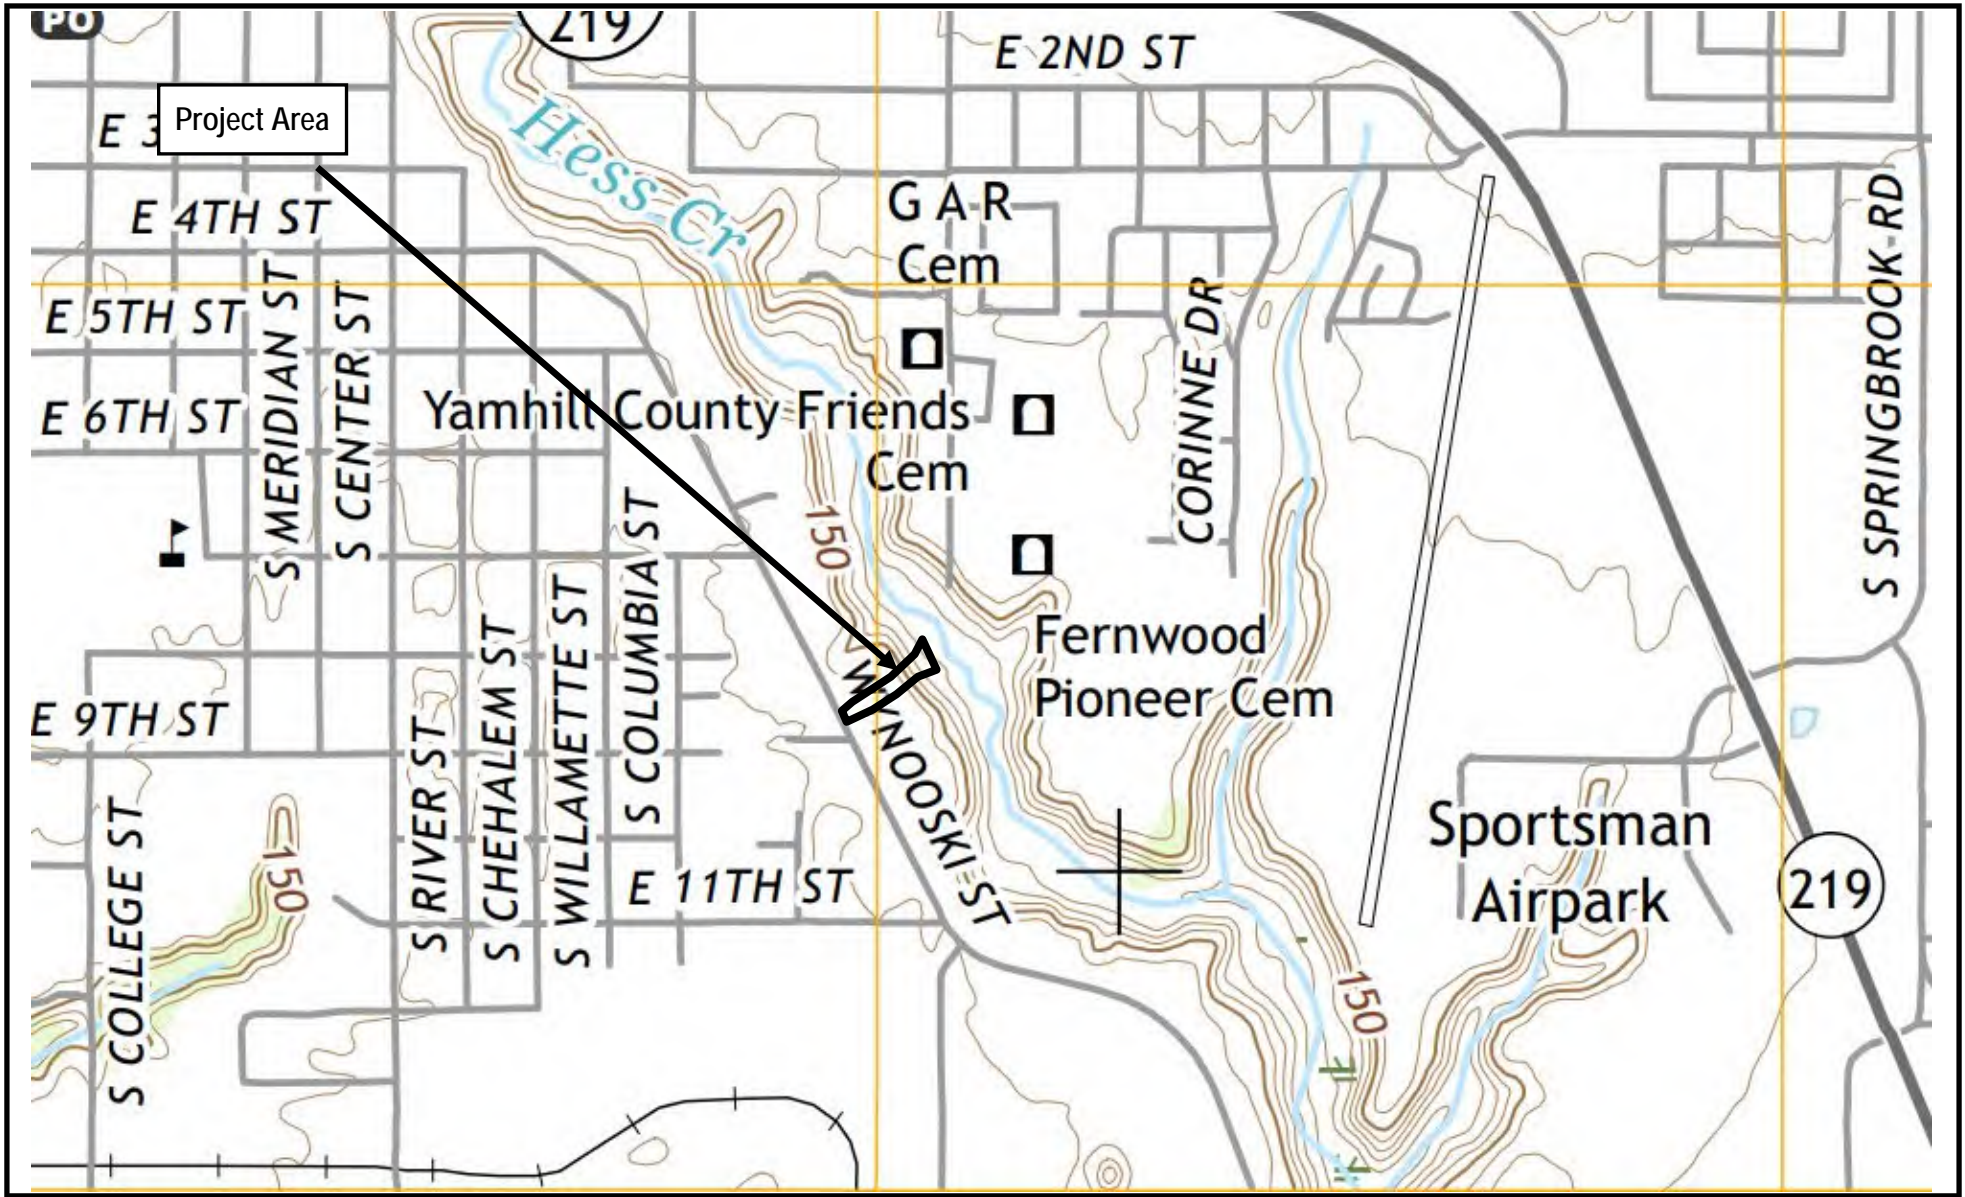 PO
219
E 2ND ST
Project Area
E 3
Hess Cr
E 4TH ST
G A R
Cem
E 5TH ST
S MERIDIAN ST
S CENTER ST
CORINNE DR
S SPRINGBROOK RD
E 6TH ST
Yamhill County Friends
Cem
150
S COLUMBIA ST
Fernwood
Pioneer Cem
E 9TH ST
S RIVER ST
S CHEHALEM ST
S WILLAMETTE ST
WYNOOSKI ST
Sportsman
Airpark
219
S COLLEGE ST
150
E 11TH ST
150